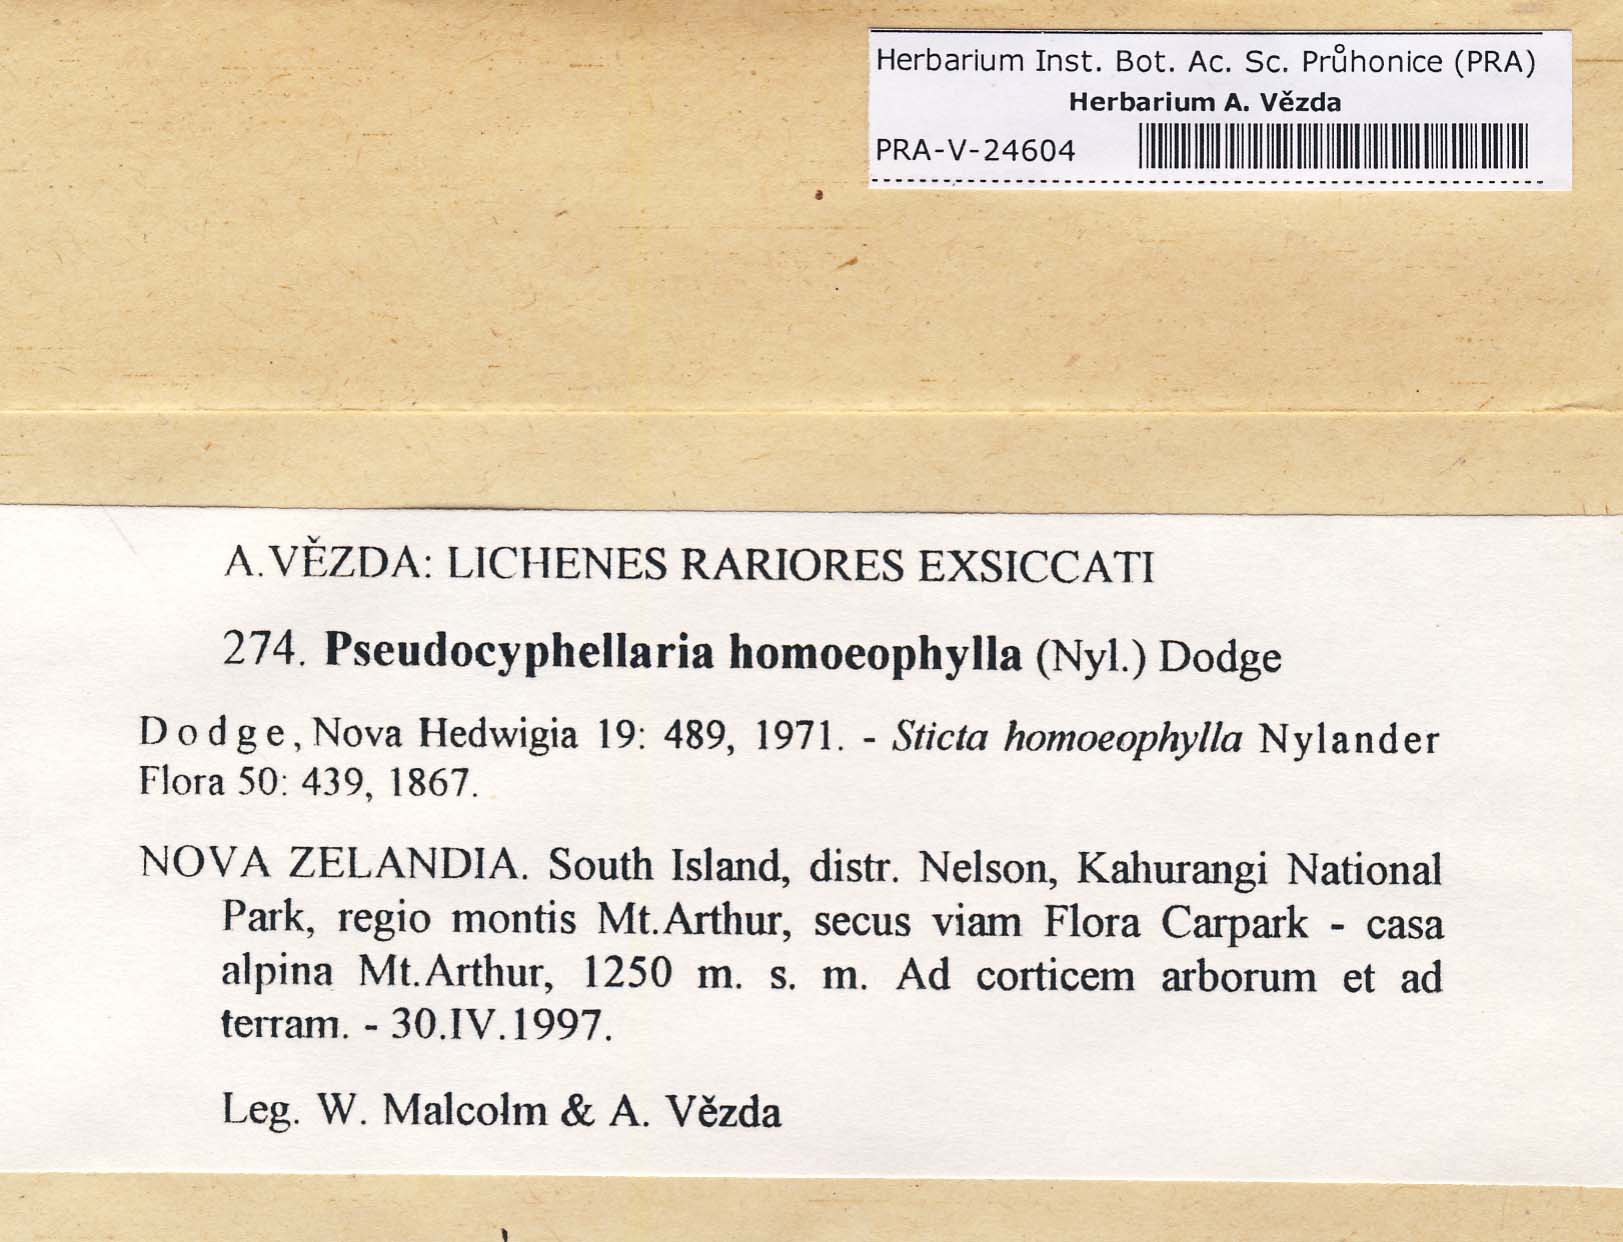 Herbarium Inst. Bot. Ac. Sc. Průhonice (PRA)
Herbarium A. Vězda
PRA-V-24604
A.VĚZDA: LICHENES RARIORES EXSICCATI
274. Pseudocyphellaria homoeophylla (Nyl.) Dodge
Dodge, Nova Hedwigia 19: 489, 1971. - Sticta homoeophylla Nylander
Flora 50: 439, 1867.
NOVA ZELANDIA. South Island, distr. Nelson, Kahurangi National
Park, regio montis Mt.Arthur, secus viam Flora Carpark - casa
alpina Mt.Arthur, 1250 m. s. m. Ad corticem arborum et ad
terram. - 30.IV.1997.
Leg. W. Malcolm & A. Vězda